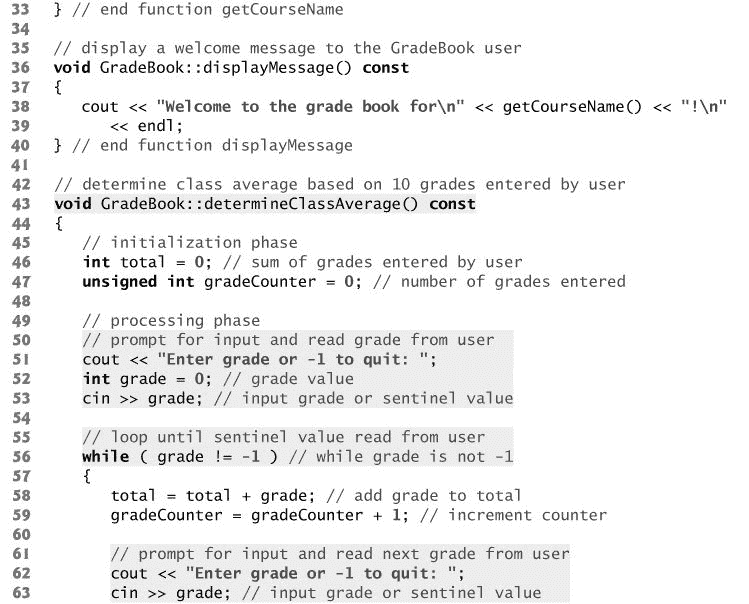 33 } // end function getCourseName
34
35 // display a welcome message to the GradeBook user
36 void GradeBook::displayMessage() const
37 {
38 cout << "Welcome to the grade book for\n" << getCourseName() << "!\n"
39 << endl;
40 } // end function displayMessage
41
42 // determine class average based on 10 grades entered by user
43 void GradeBook::determineClassAverage() const
44 {
45 // initialization phase
46 int total = 0; // sum of grades entered by user
47 unsigned int gradeCounter = 0; // number of grades entered
48
49 // processing phase
50 // prompt for input and read grade from user
51 cout << "Enter grade or -1 to quit: ";
52 int grade = 0; // grade value
53 cin >> grade; // input grade or sentinel value
54
55 // loop until sentinel value read from user
56 while ( grade != -1 ) // while grade is not -1
57 {
58 total = total + grade; // add grade to total
59 gradeCounter = gradeCounter + 1; // increment counter
60
61 // prompt for input and read next grade from user
62 cout << "Enter grade or -1 to quit: ";
63 cin >> grade; // input grade or sentinel value